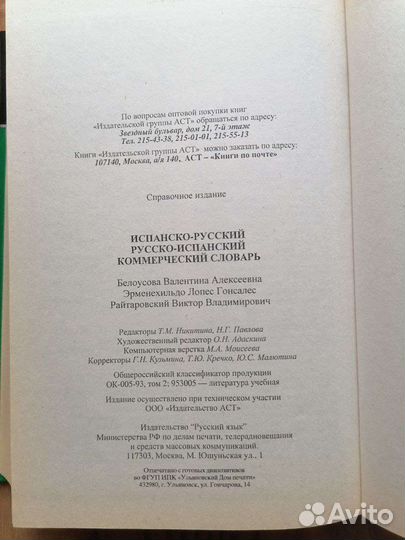 По вопросам оптовой покупки книг
«Издательской группы АСТ» обращаться по адресу:
Звездный бульвар, дом 21, 7-й этаж
Тел. 215-43-38, 215-01-01, 215-55-13
Книги «Издательской группы АСТ» можно заказать по адресу:
107140, Москва, а/я 140, АСТ – «Книги по почте»
Справочное издание
ИСПАНСКО-РУССКИЙ
РУССКО-ИСПАНСКИЙ
КОММЕРЧЕСКИЙ СЛОВАРЬ
Белоусова Валентина Алексеевна
Эрменехильдо Лопес Гонсалес
Райтаровский Виктор Владимирович
Редакторы Т.М. Никитина, Н.Г. Павлова
Художественный редактор О.Н. Адаскина
Компьютерная верстка М.А. Моисеева
Корректоры Г.Н. Кузьмина, Т.Ю. Кречко, Ю.С. Малютина
Общероссийский классификатор продукции
ОК-005-93, том 2; 953005 — литература учебная
Издание осуществлено при техническом участии
ООО «Издательство АСТ»
Издательство "Русский язык"
Министерства РФ по делам печати, телерадиовещания
и средств массовых коммуникаций.
117303, Москва, М. Юшуньская ул., 1
Отпечатано с готовых диапозитивов
во ФГУП ИПК «Ульяновский Дом печати»
432980, г. Ульяновск, ул. Гончарова, 14
Avito